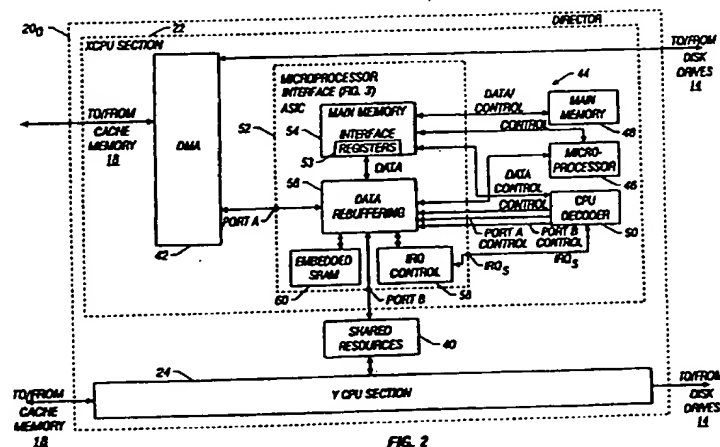 20₀
DIRECTOR
XCPU SECTION
22
TO/FROM
DISK
DRIVES
14
MICROPROCESSOR
INTERFACE (FIG. 3)
ASIC
44
TO/FROM
CACHE
MEMORY
18
DMA
52
54
MAIN MEMORY
INTERFACE
REGISTERS
53
DATA/
CONTROL
CONTROL
MAIN
MEMORY
48
MICRO-
PROCESSOR
46
DATA
56
DATA
REBUFFERING
DATA
CONTROL
CONTROL
CPU
DECODER
50
PORT A
PORT A
CONTROL
PORT B
CONTROL
42
EMBEDDED
SRAM
60
IRQ
CONTROL
58
IRQS
IRQS
PORT B
SHARED
RESOURCES
40
24
Y CPU SECTION
TO/FROM
CACHE
MEMORY
18
TO/FROM
DISK
DRIVES
14
FIG. 2